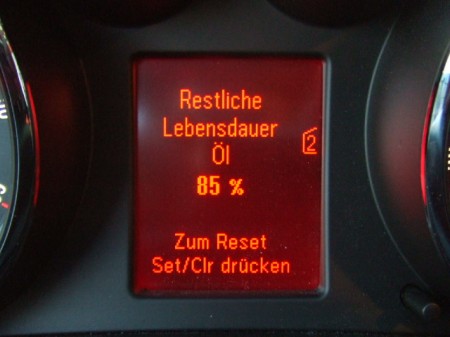 Restliche
Lebensdauer
Öl
2
85 %
Zum Reset
Set/Clr drücken